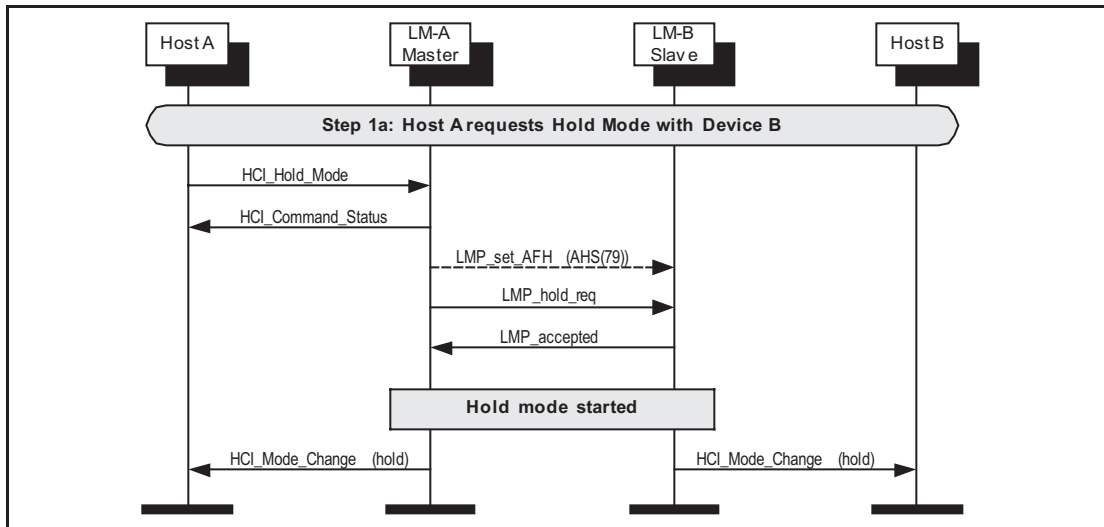 Host A
LM-A
Master
LM-B
Slave
Host B
Step 1a: Host A requests Hold Mode with Device B
HCI_Hold_Mode
HCI_Command_Status
LMP_set_AFH (AHS(79))
LMP_hold_req
LMP_accepted
Hold mode started
HCI_Mode_Change (hold)
HCI_Mode_Change (hold)